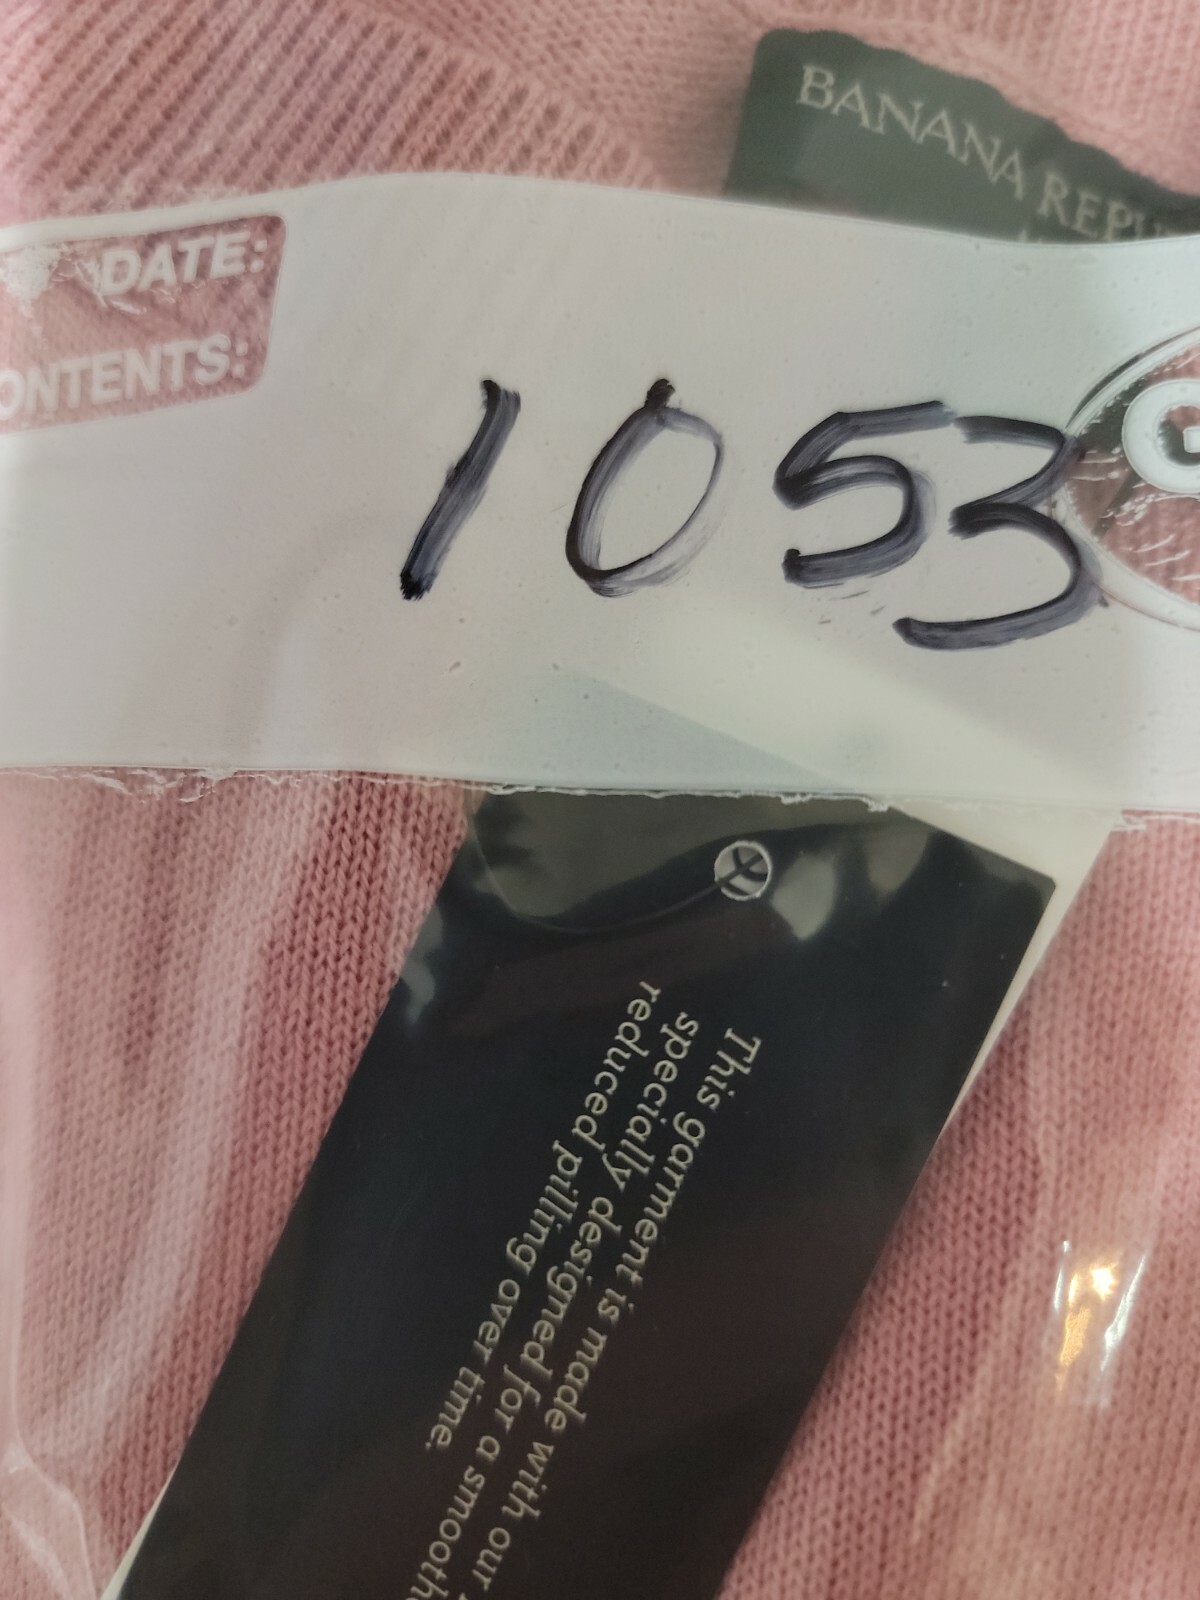 BANANA REPU
DATE:
ONTENTS:
1053
This garment is made with our
specially designed for a smooth
reduced pilling over time.